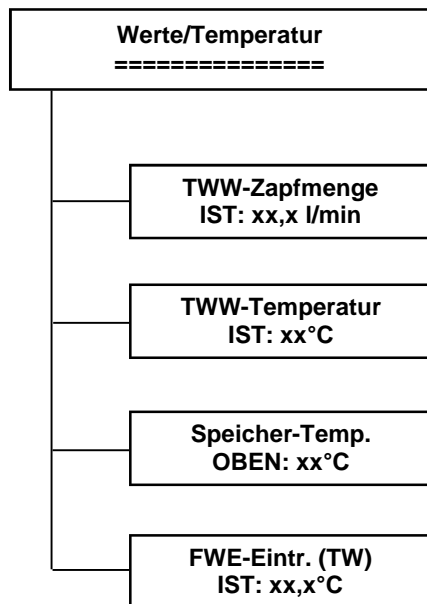 Werte/Temperatur
===============
TWW-Zapfmenge
IST: xx,x l/min
TWW-Temperatur
IST: xx°C
Speicher-Temp.
OBEN: xx°C
FWE-Eintr. (TW)
IST: xx,x°C